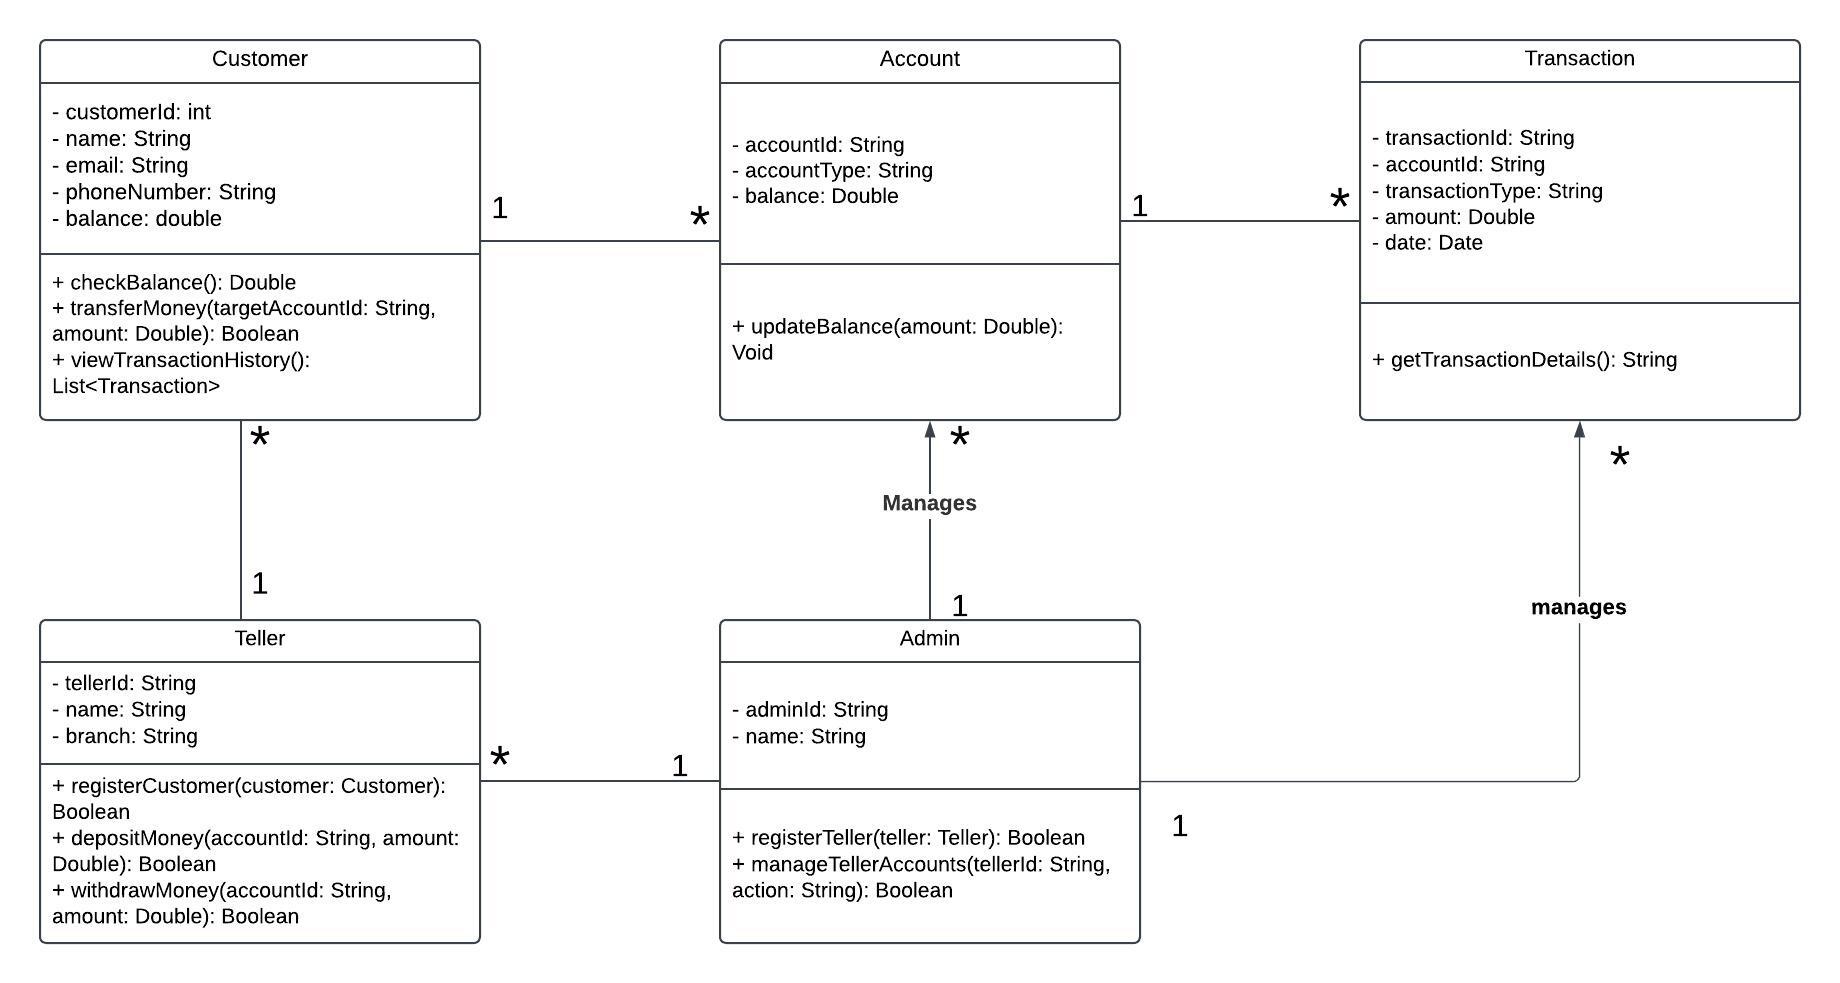 Customer
- customerId: int
- name: String
- email: String
- phoneNumber: String
- balance: double
+ checkBalance(): Double
+ transferMoney(targetAccountId: String,
amount: Double): Boolean
+ viewTransactionHistory():
List<Transaction>
1
*
Account
- accountId: String
- accountType: String
- balance: Double
+ updateBalance(amount: Double):
Void
1
*
Transaction
- transactionId: String
- accountId: String
- transactionType: String
- amount: Double
- date: Date
+ getTransactionDetails(): String
*
1
*
Manages
1
*
manages
1
Teller
- tellerId: String
- name: String
- branch: String
+ registerCustomer(customer: Customer):
Boolean
+ depositMoney(accountId: String, amount:
Double): Boolean
+ withdrawMoney(accountId: String,
amount: Double): Boolean
*
1
Admin
- adminId: String
- name: String
+ registerTeller(teller: Teller): Boolean
+ manageTellerAccounts(tellerId: String,
action: String): Boolean